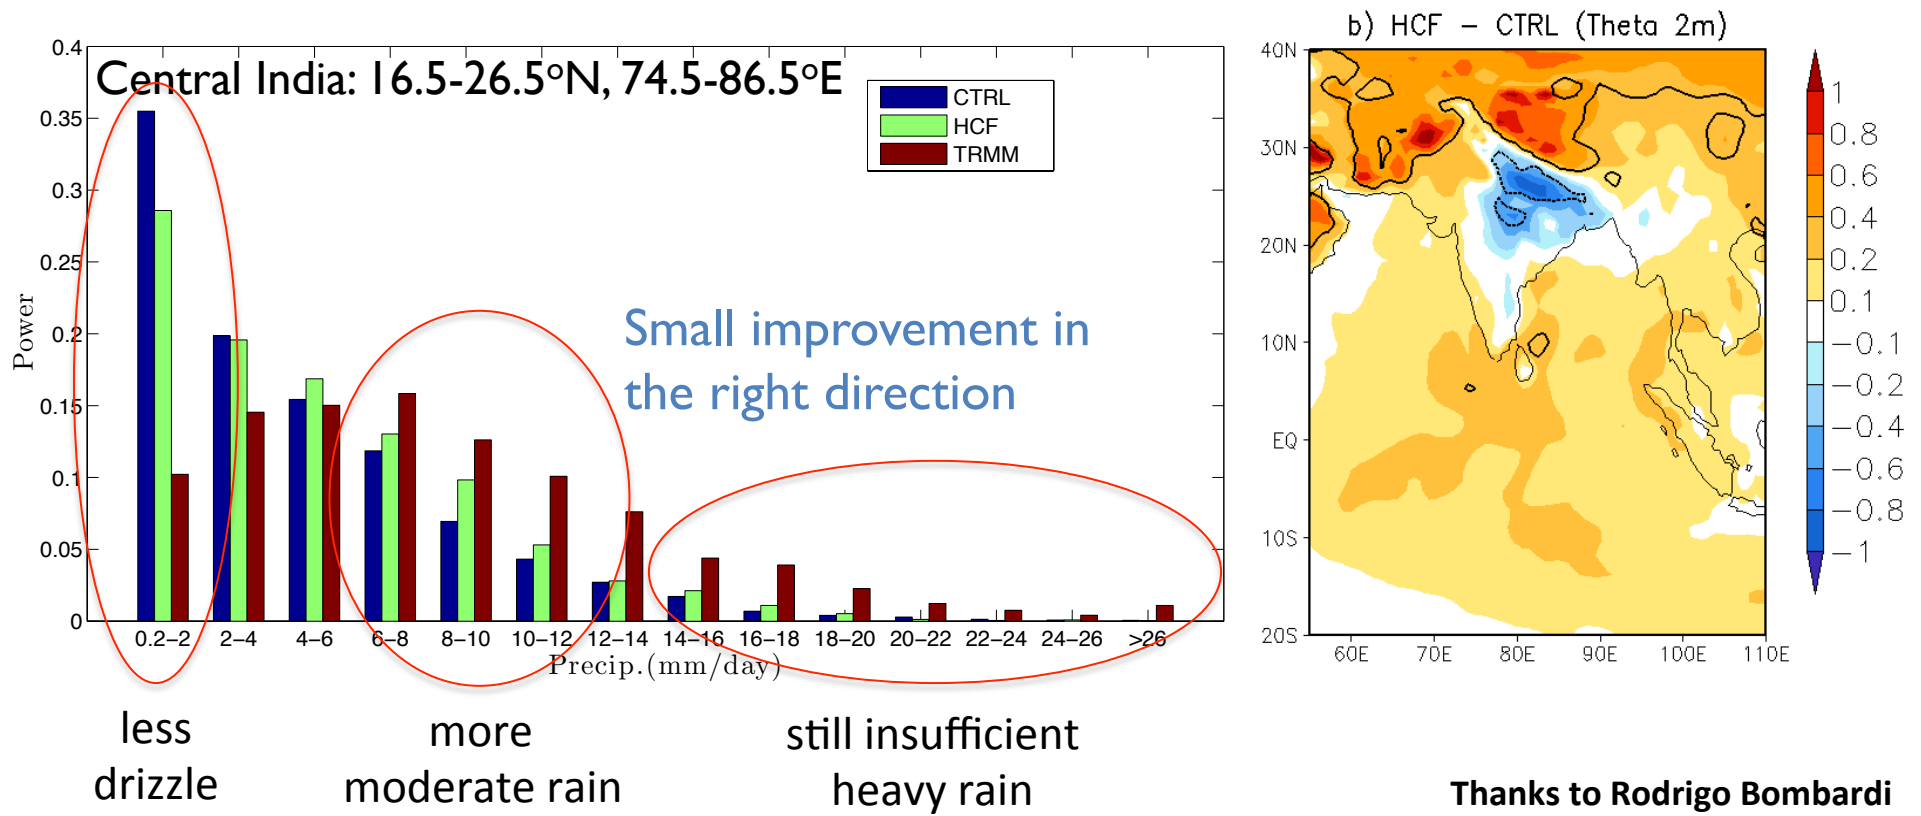 Central India: 16.5-26.5°N, 74.5-86.5°E
CTRL
HCF
TRMM
0.4
0.35
0.3
0.25
0.2
0.15
0.1
0.05
0
Power
0.2–2 2–4 4–6 6–8 8–10 10–12 12–14 14–16 16–18 18–20 20–22 22–24 24–26 >26
Precip.(mm/day)
Small improvement in
the right direction
less
drizzle
more
moderate rain
still insufficient
heavy rain
b) HCF – CTRL (Theta 2m)
40N
30N
20N
10N
EQ
10S
20S
60E 70E 80E 90E 100E 110E
1
0.8
0.6
0.4
0.2
0.1
−0.1
−0.2
−0.4
−0.6
−0.8
−1
Thanks to Rodrigo Bombardi